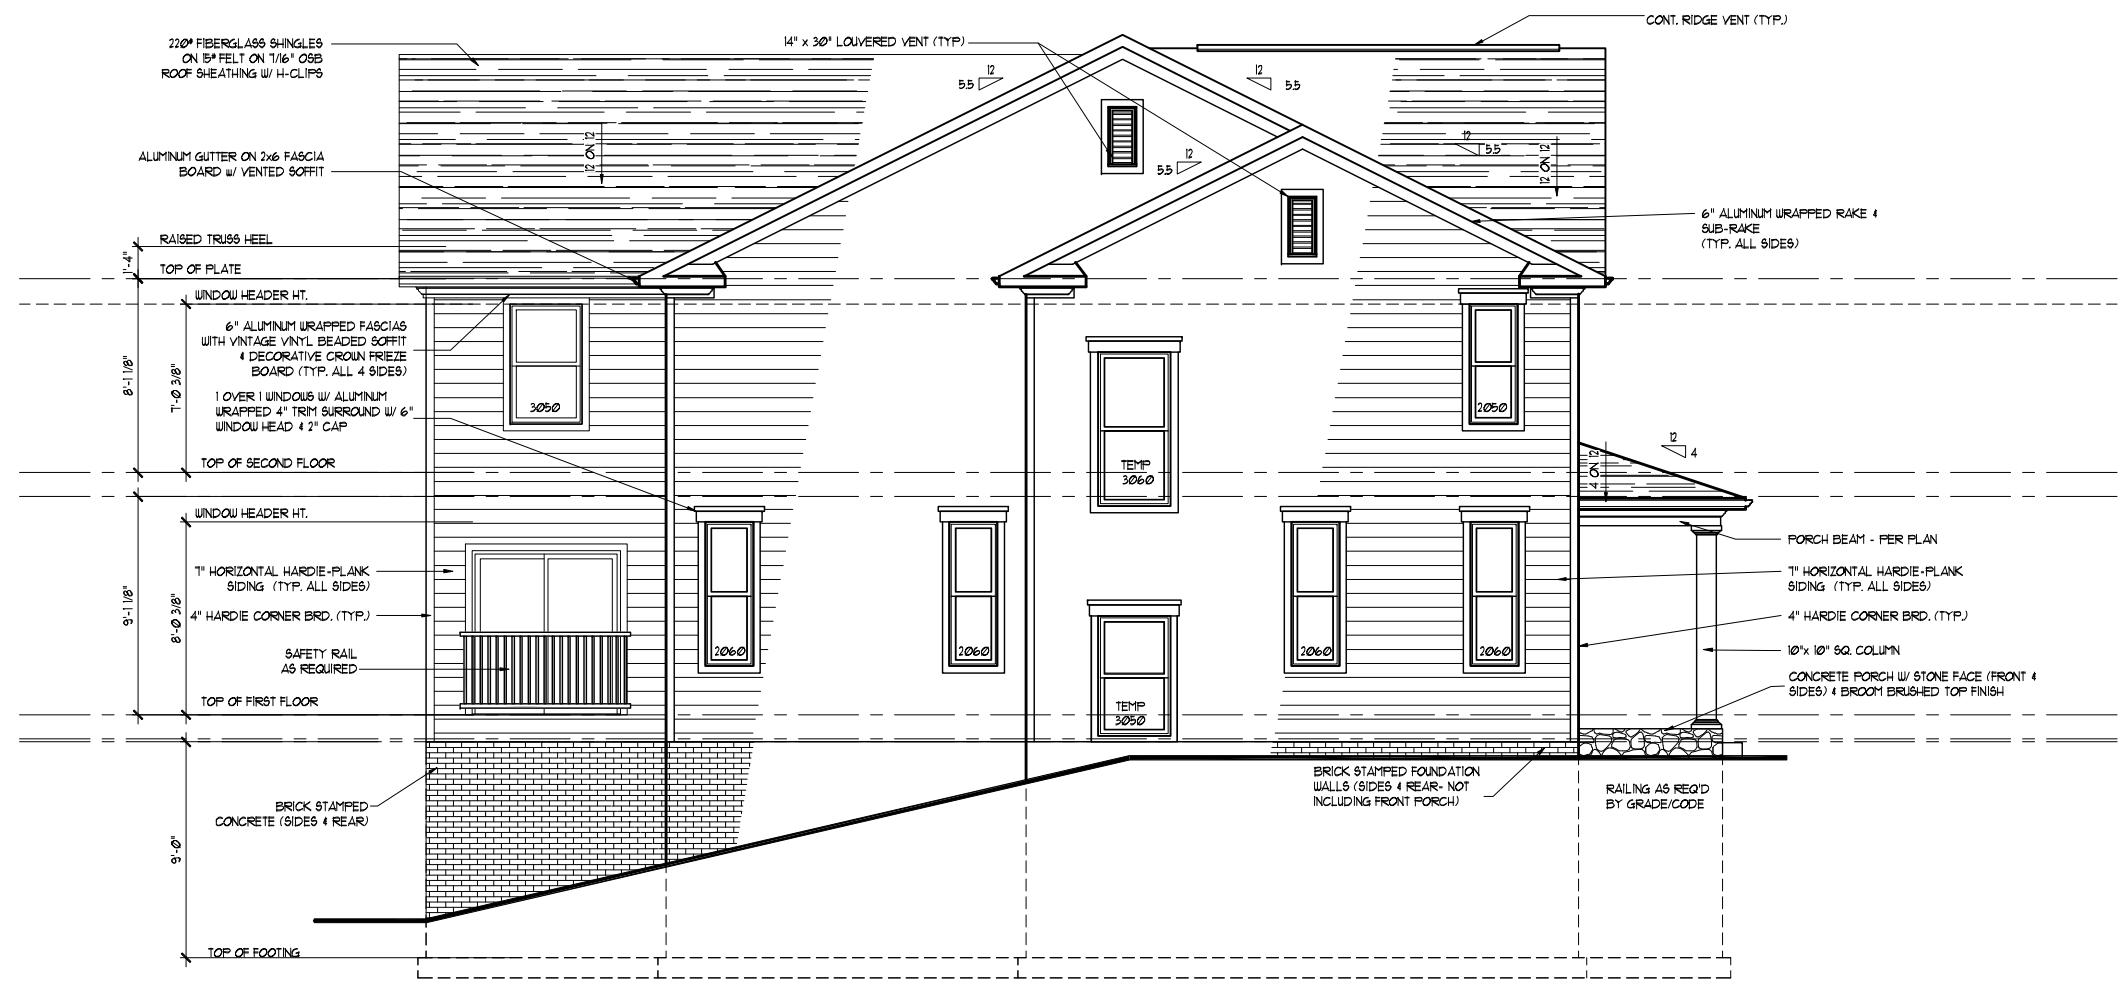 CONT. RIDGE VENT (TYP.)
220# FIBERGLASS SHINGLES
ON 15# FELT ON 7/16" OSB
ROOF SHEATHING W/ H-CLIPS
14" x 30" LOUVERED VENT (TYP)
12
5.5
12
5.5
12 ON 12
12
5.5
12
5.5
12 ON 12
ALUMINUM GUTTER ON 2x6 FASCIA
BOARD W/ VENTED SOFFIT
6" ALUMINUM WRAPPED RAKE &
SUB-RAKE
(TYP. ALL SIDES)
RAISED TRUSS HEEL
1'-4"
TOP OF PLATE
WINDOW HEADER HT.
6" ALUMINUM WRAPPED FASCIAS
WITH VINTAGE VINYL BEADED SOFFIT
& DECORATIVE CROWN FRIEZE
BOARD (TYP. ALL 4 SIDES)
8'-1 1/8"
7'-0 3/8"
1 OVER 1 WINDOWS W/ ALUMINUM
WRAPPED 4" TRIM SURROUND W/ 6"
WINDOW HEAD & 2" CAP
3050
2050
TEMP
3060
12
4
4 ON 12
TOP OF SECOND FLOOR
WINDOW HEADER HT.
PORCH BEAM - PER PLAN
7" HORIZONTAL HARDIE-PLANK
SIDING (TYP. ALL SIDES)
7" HORIZONTAL HARDIE-PLANK
SIDING (TYP. ALL SIDES)
9'-1 1/8"
8'-0 3/8"
4" HARDIE CORNER BRD. (TYP.)
4" HARDIE CORNER BRD. (TYP.)
SAFETY RAIL
AS REQUIRED
2060
2060
2060
2060
10"x 10" SQ. COLUMN
CONCRETE PORCH W/ STONE FACE (FRONT &
SIDES) & BROOM BRUSHED TOP FINISH
TOP OF FIRST FLOOR
TEMP
3050
BRICK STAMPED
CONCRETE (SIDES & REAR)
BRICK STAMPED FOUNDATION
WALLS (SIDES & REAR- NOT
INCLUDING FRONT PORCH)
RAILING AS REQ'D
BY GRADE/CODE
9'-0"
TOP OF FOOTING